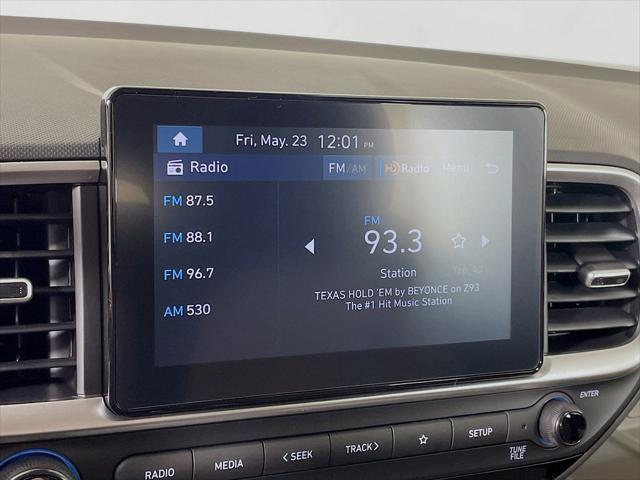 Fri, May. 23 12:01 PM
Radio FM/AM HD Radio Menu
FM 87.5
FM 88.1
FM 96.7
AM 530
FM
93.3
Station
TEXAS HOLD 'EM by BEYONCE on Z93
The #1 Hit Music Station
RADIO MEDIA < SEEK TRACK > SETUP
ENTER
TUNE
FILE